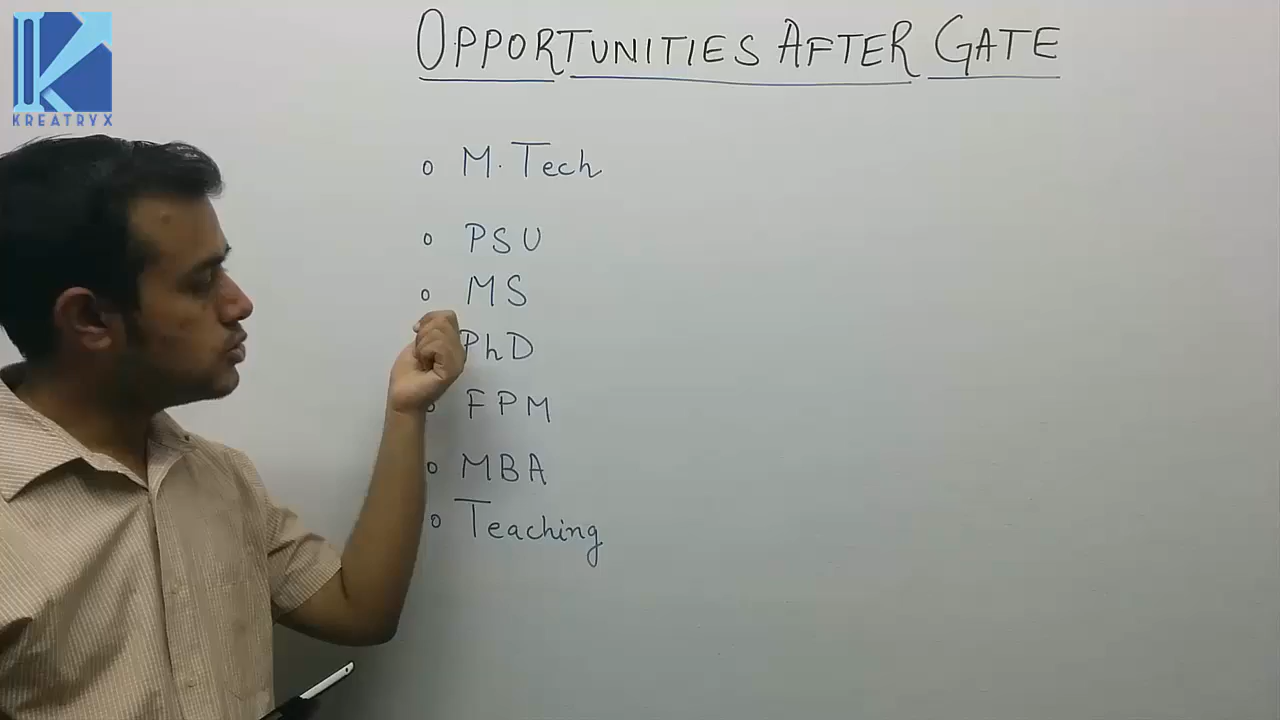 KREATRYX
OPPORTUNITIES AFTER GATE
M.Tech
PSU
MS
PhD
FPM
MBA
Teaching